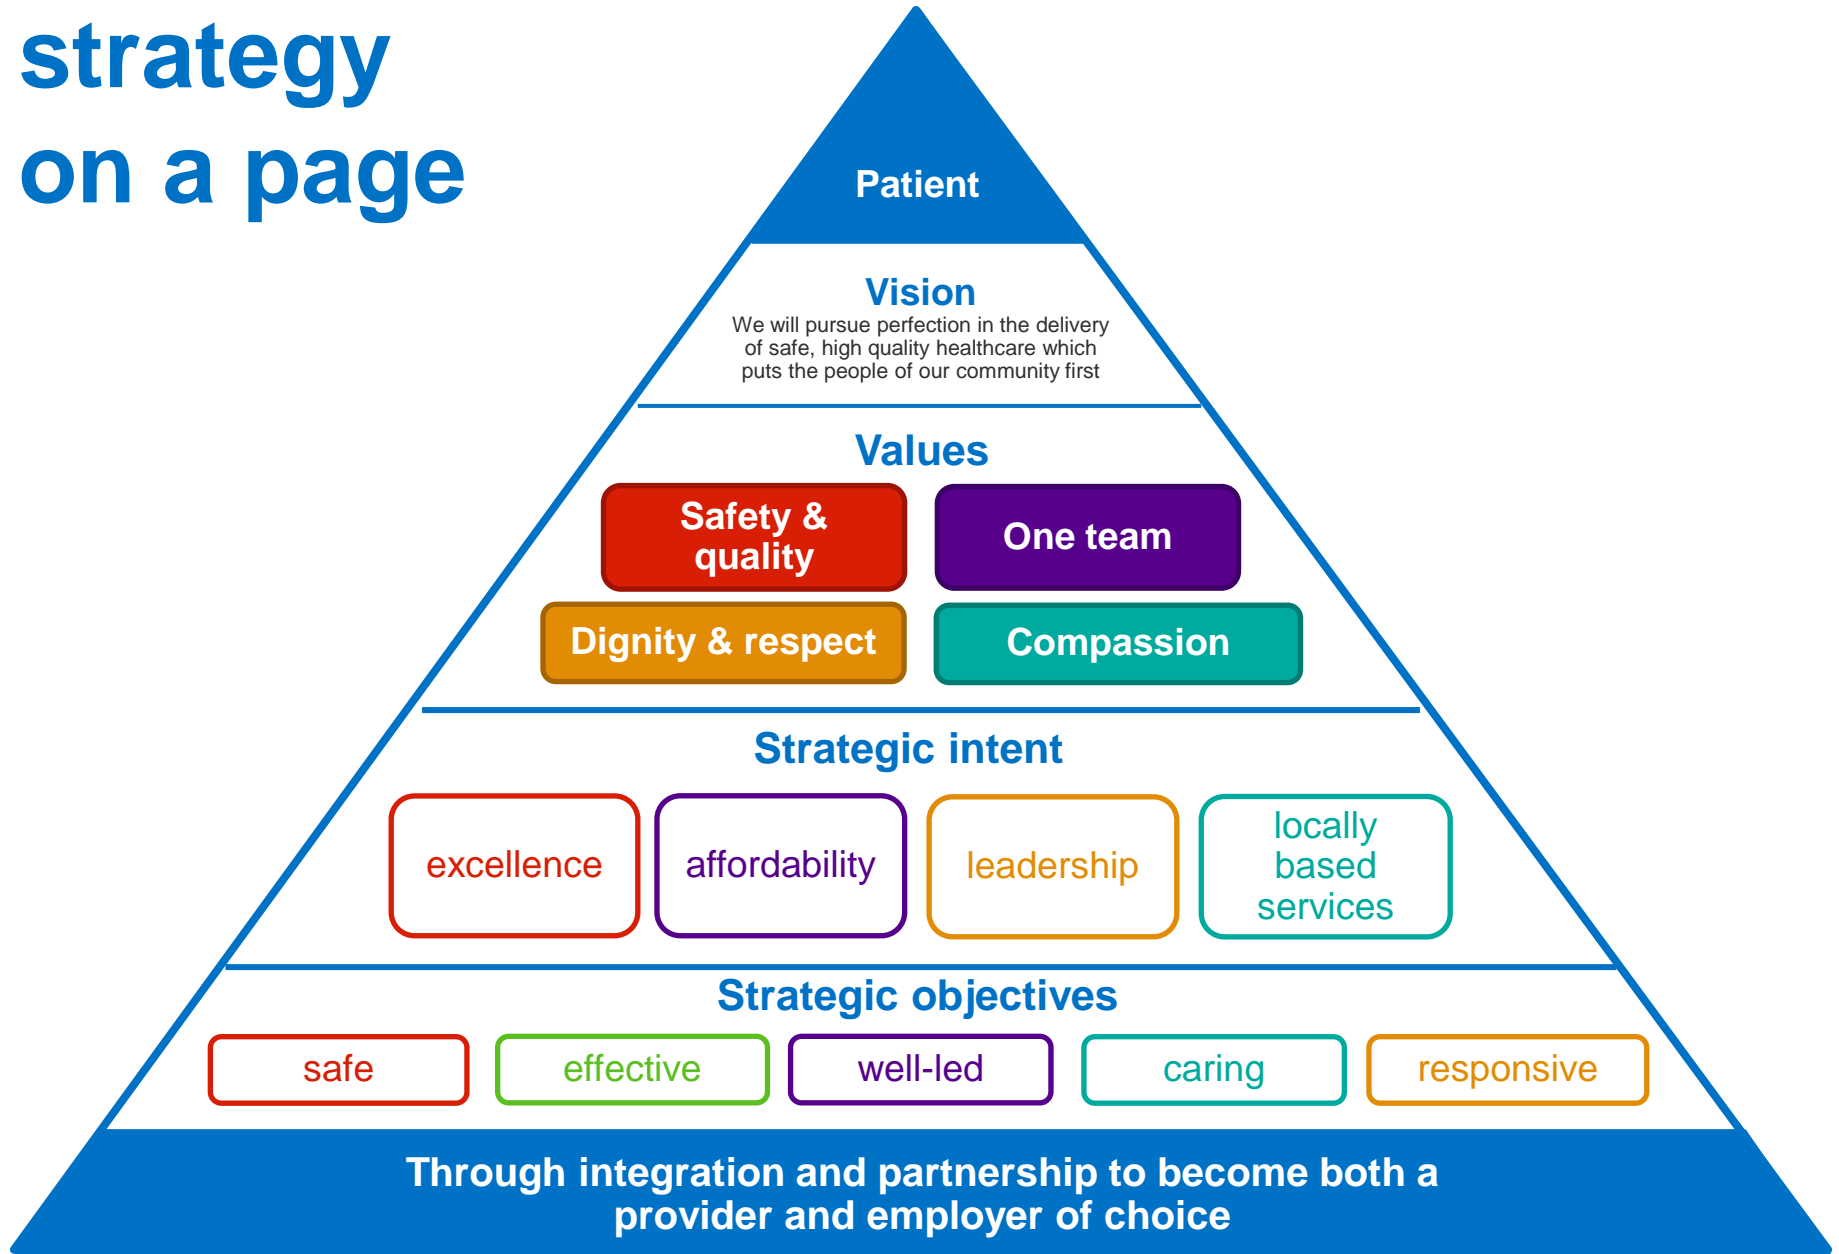 strategy
on a page
Patient
Vision
We will pursue perfection in the delivery
of safe, high quality healthcare which
puts the people of our community first
Values
Safety &
quality
One team
Dignity & respect
Compassion
Strategic intent
excellence
affordability
leadership
locally
based
services
Strategic objectives
safe
effective
well-led
caring
responsive
Through integration and partnership to become both a
provider and employer of choice